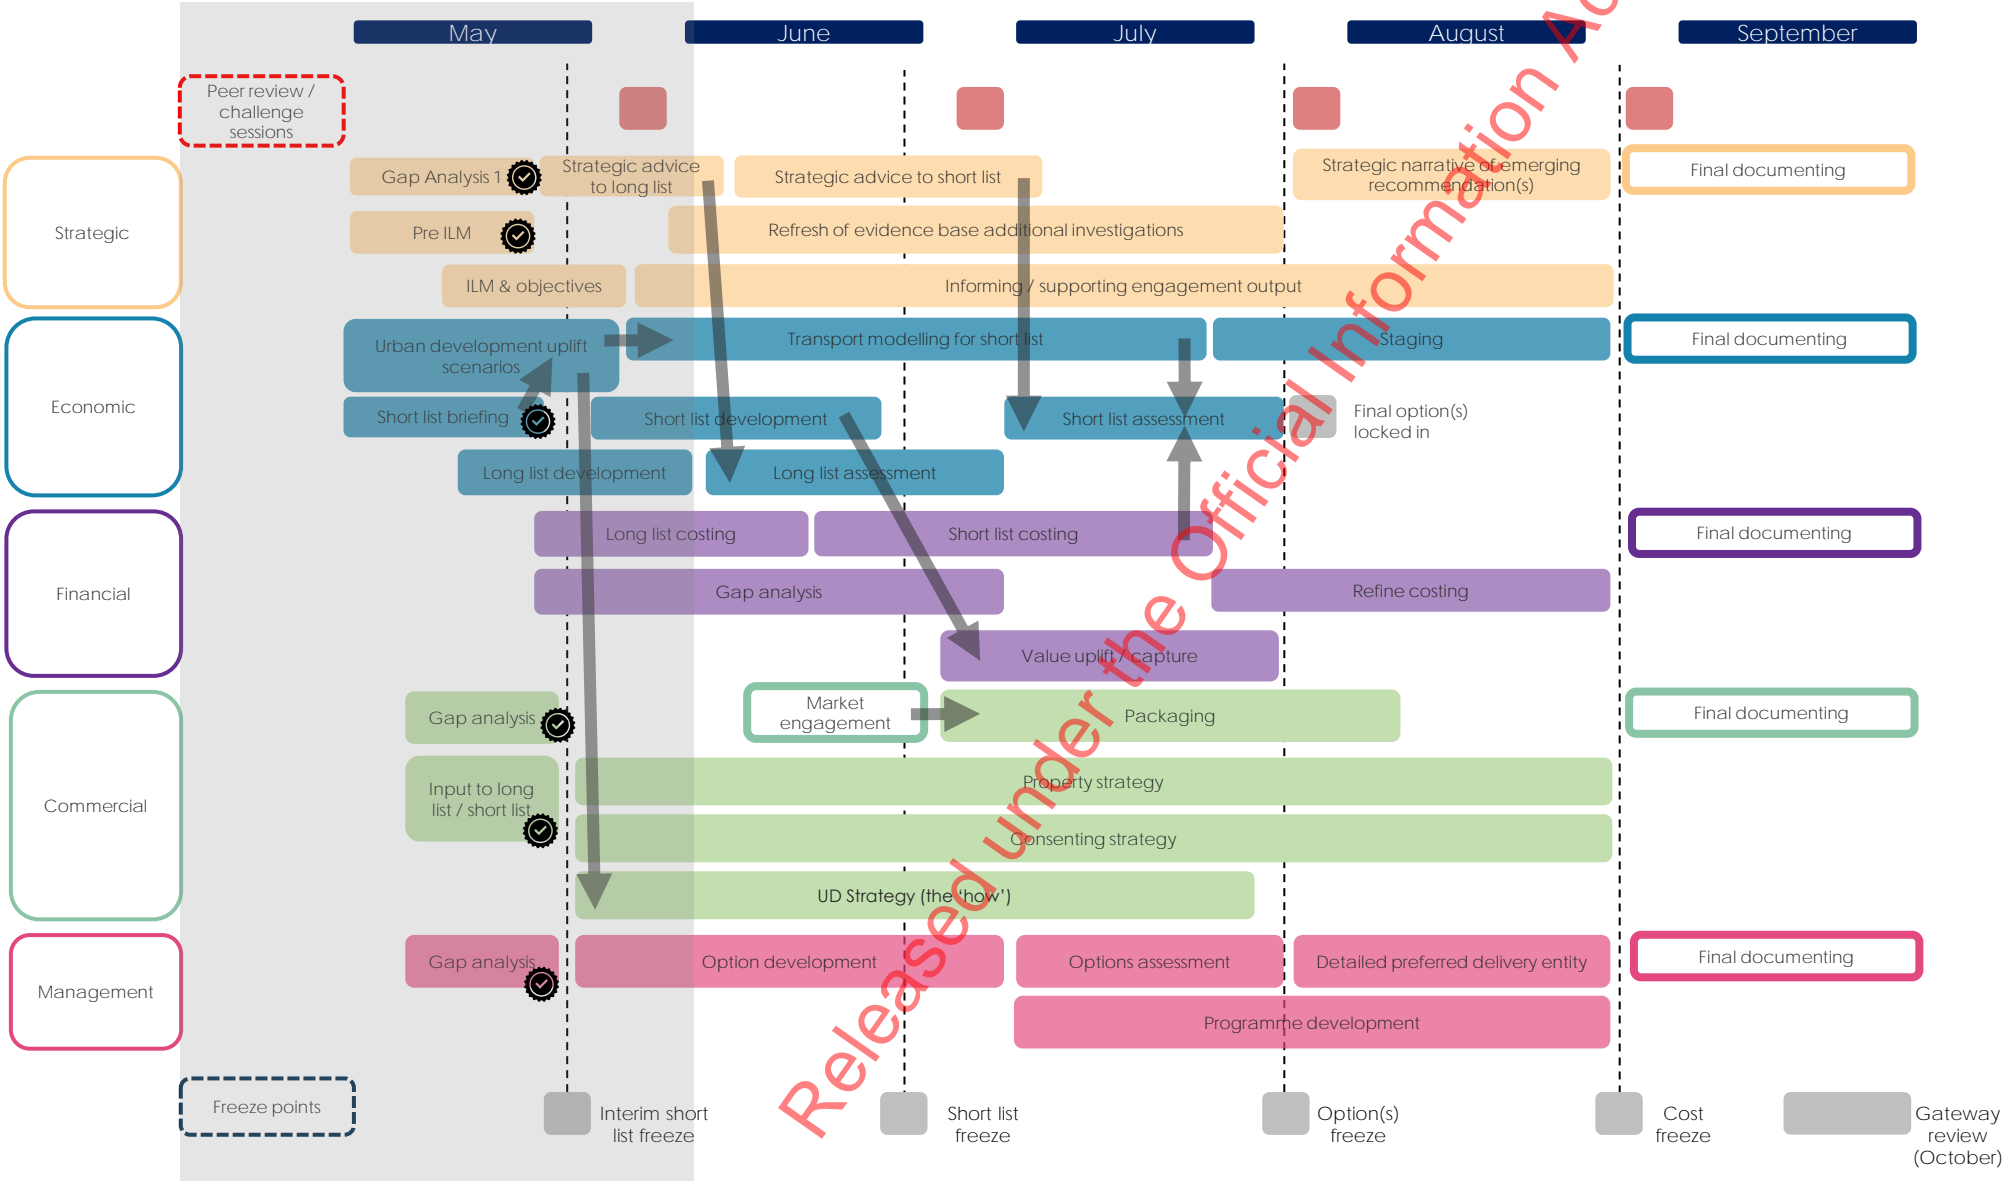 May
June
July
August
September
Peer review /
challenge
sessions
Strategic
Gap Analysis 1
Strategic advice
to long list
Strategic advice to short list
Strategic narrative of emerging
recommendation(s)
Final documenting
Pre ILM
Refresh of evidence base additional investigations
ILM & objectives
Informing / supporting engagement output
Economic
Urban development uplift
scenarios
Transport modelling for short list
Staging
Final documenting
Short list briefing
Short list development
Short list assessment
Final option(s)
locked in
Long list development
Long list assessment
Financial
Long list costing
Short list costing
Final documenting
Gap analysis
Refine costing
Value uplift / capture
Commercial
Gap analysis
Market
engagement
Packaging
Final documenting
Input to long
list / short list
Property strategy
Consenting strategy
UD Strategy (the ‘how’)
Management
Gap analysis
Option development
Options assessment
Detailed preferred delivery entity
Final documenting
Programme development
Freeze points
Interim short
list freeze
Short list
freeze
Option(s)
freeze
Cost
freeze
Gateway
review
(October)
Released under the Official Information